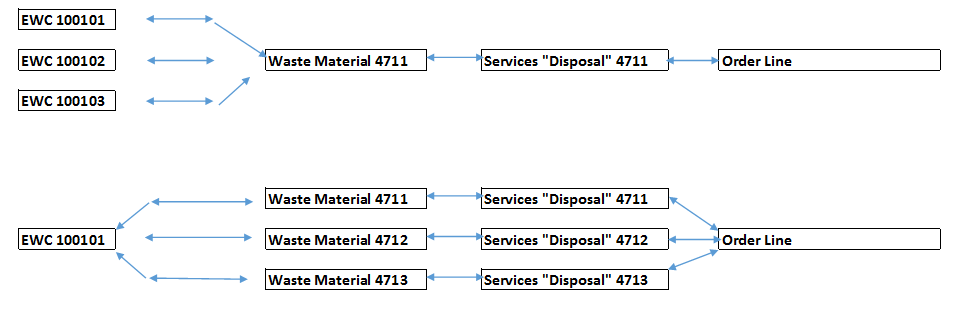 EWC 100101
EWC 100102 Waste Material 4711 Services "Disposal" 4711 Order Line
EWC 100103
Waste Material 4711 Services "Disposal" 4711
EWC 100101 Waste Material 4712 Services "Disposal" 4712 Order Line
Waste Material 4713 Services "Disposal" 4713